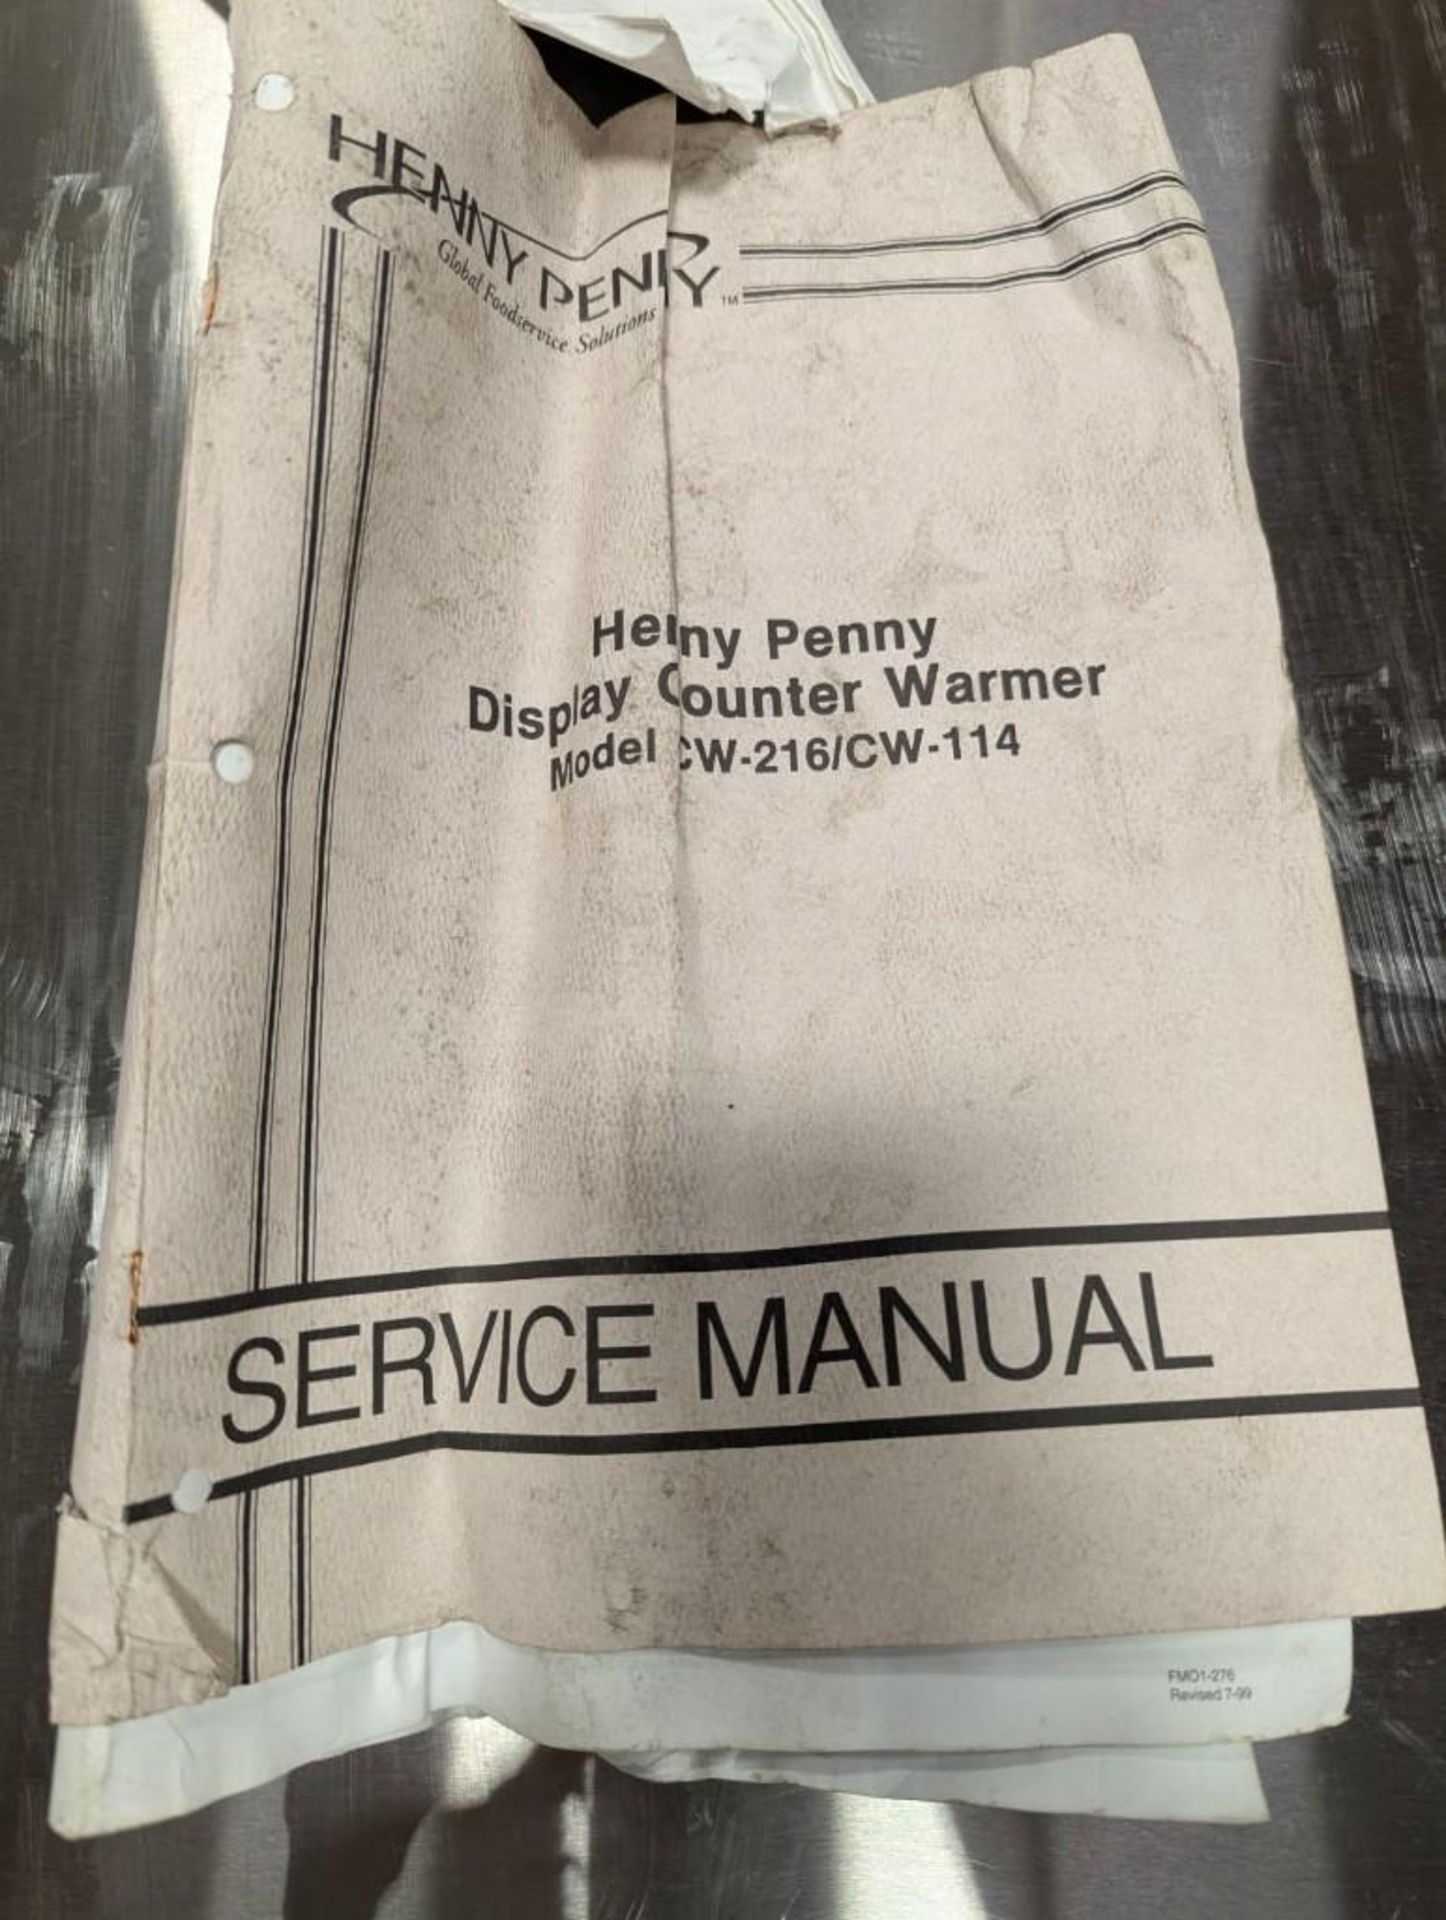 HENNY PENNY™
Global Foodservice Solutions
Henny Penny
Display Counter Warmer
Model CW-216/CW-114
SERVICE MANUAL
FM01-276
Revised 7-99